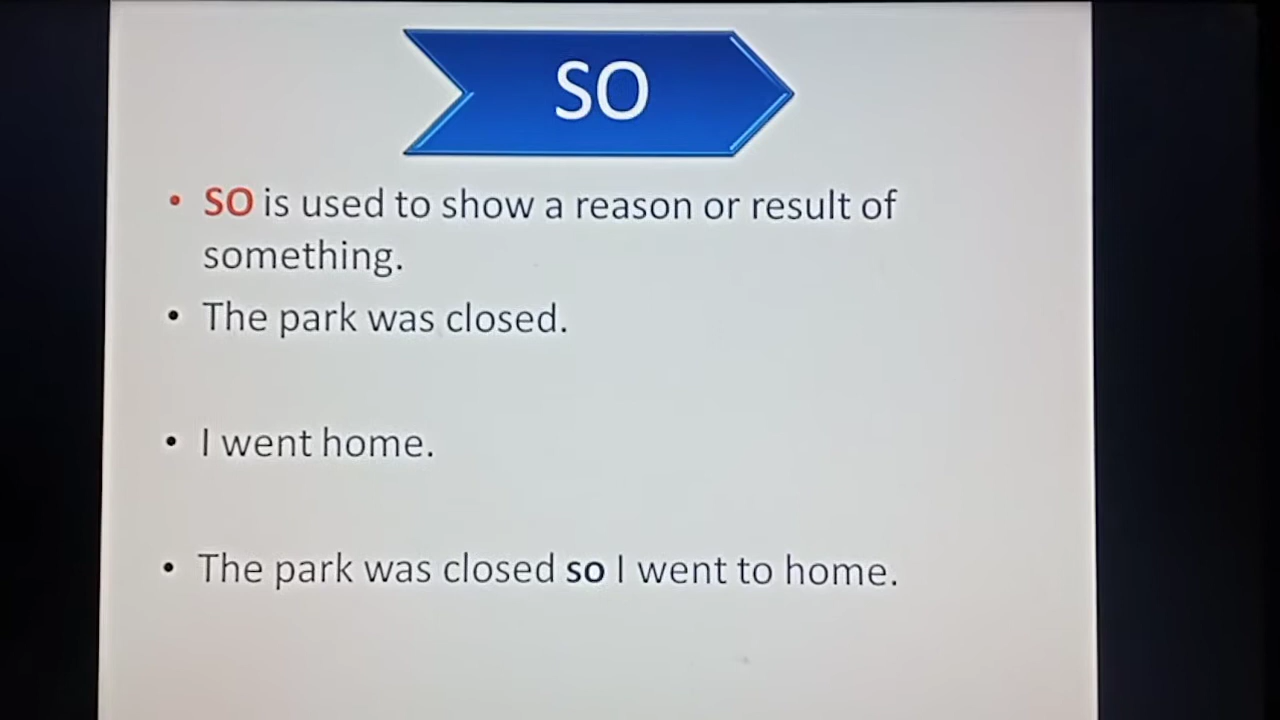 SO
• SO is used to show a reason or result of
something.
• The park was closed.
• I went home.
• The park was closed so I went to home.